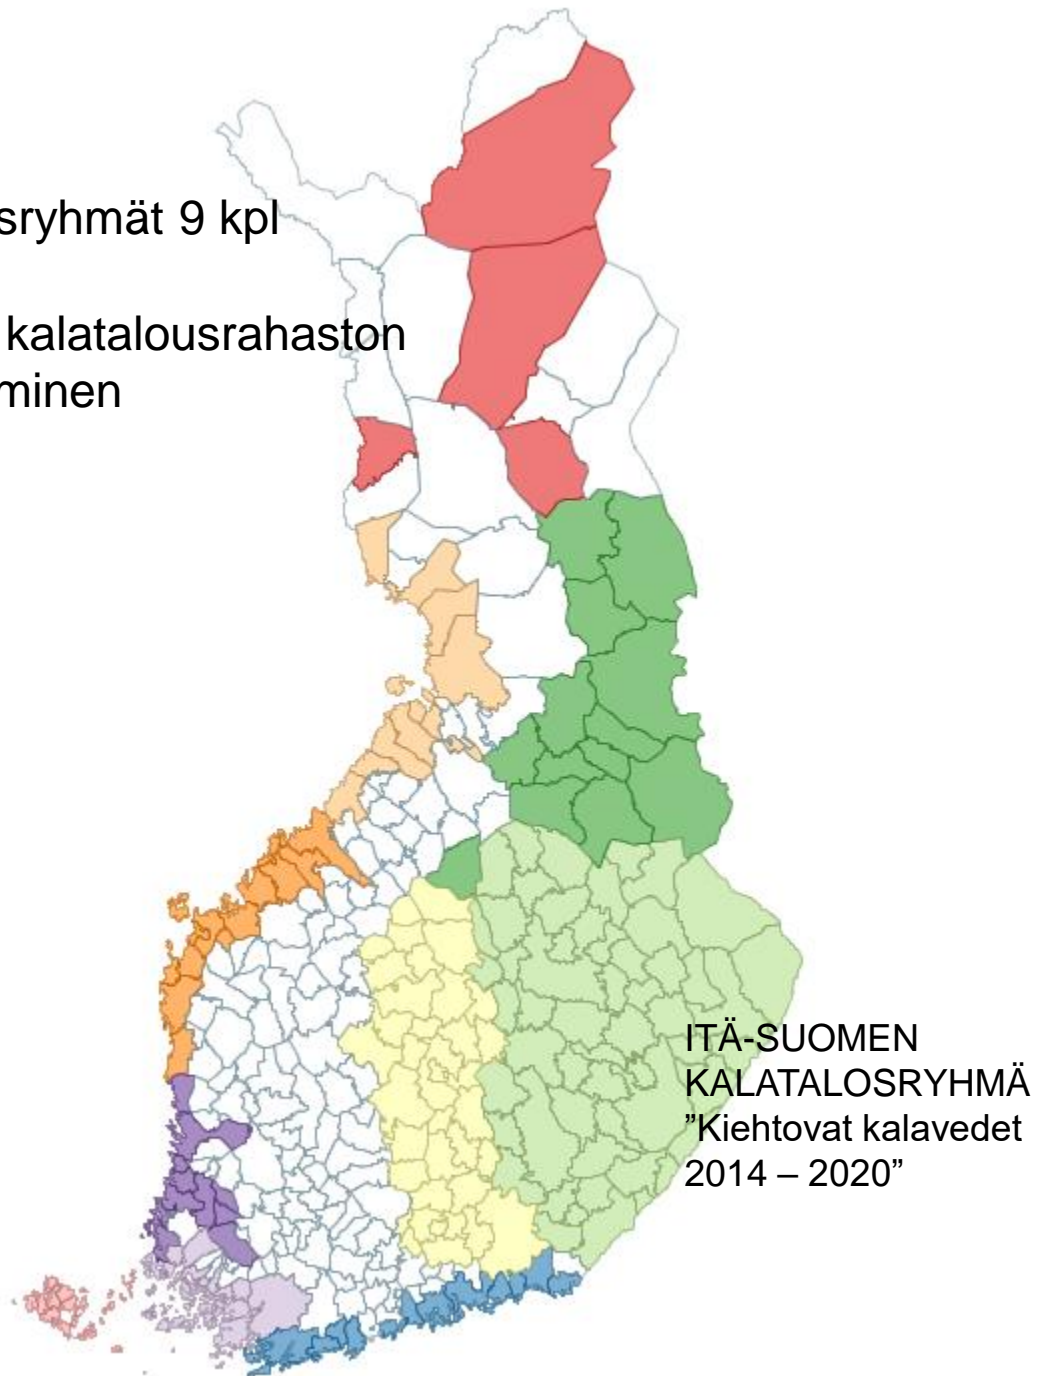 sryhmät 9 kpl
kalatalousrahaston
minen
ITÄ-SUOMEN
KALATALOSRYHMÄ
”Kiehtovat kalavedet
2014 – 2020”